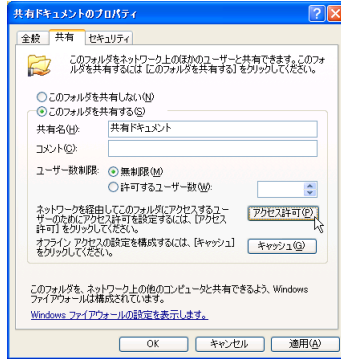 共有ドキュメントのプロパティ
全般 共有 セキュリティ
このフォルダをネットワーク上のほかのユーザーと共有できます。このフォ
ルダを共有するには [このフォルダを共有する] をクリックしてください。
このフォルダを共有しない(N)
このフォルダを共有する(S)
共有名(H): 共有ドキュメント
コメント(C):
ユーザー数制限: 無制限(M)
許可するユーザー数(W):
ネットワークを経由してこのフォルダにアクセスするユー
ザーのためにアクセス許可を設定するには、[アクセス
許可] をクリックしてください。
アクセス許可(P)
オフライン アクセスの設定を構成するには、[キャッシュ]
をクリックしてください。
キャッシュ(G)
このフォルダを、ネットワーク上の他のコンピュータと共有できるよう、Windows
ファイアウォールは構成されています。
Windows ファイアウォールの設定を表示します。
OK キャンセル 適用(A)